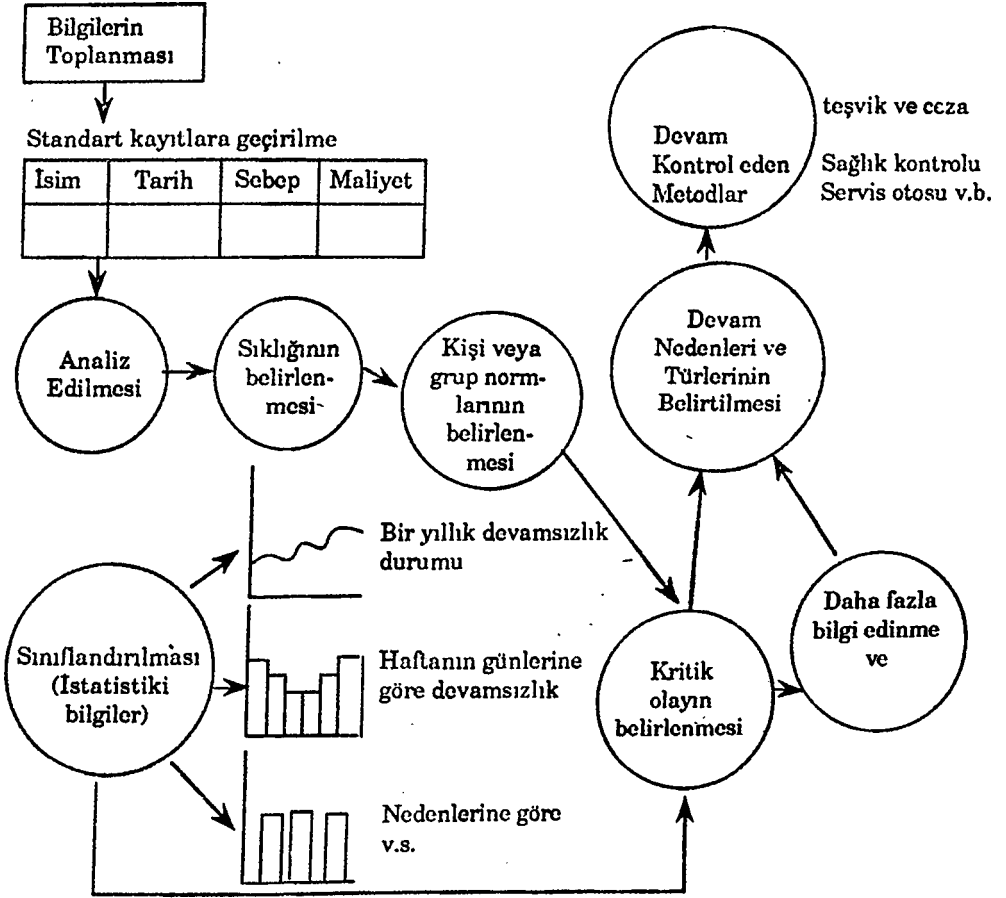 Bilgilerin
Toplanması
Standart kayıtlara geçirilme
İsim Tarih Sebep Maliyet
Analiz
Edilmesi
Sıklığının
belirlen-
mesi
Kişi veya
grup norm-
larının
belirlen-
mesi
Devam
Kontrol eden
Metodlar
teşvik ve ceza
Sağlık kontrolu
Servis otosu v.b.
Devam
Nedenleri ve
Türlerinin
Belirtilmesi
Sınıflandırılması
(İstatistiki
bilgiler)
Bir yıllık devamsızlık
durumu
Haftanın günlerine
göre devamsızlık
Nedenlerine göre
v.s.
Kritik
olayın
belirlenmesi
Daha fazla
bilgi edinme
ve